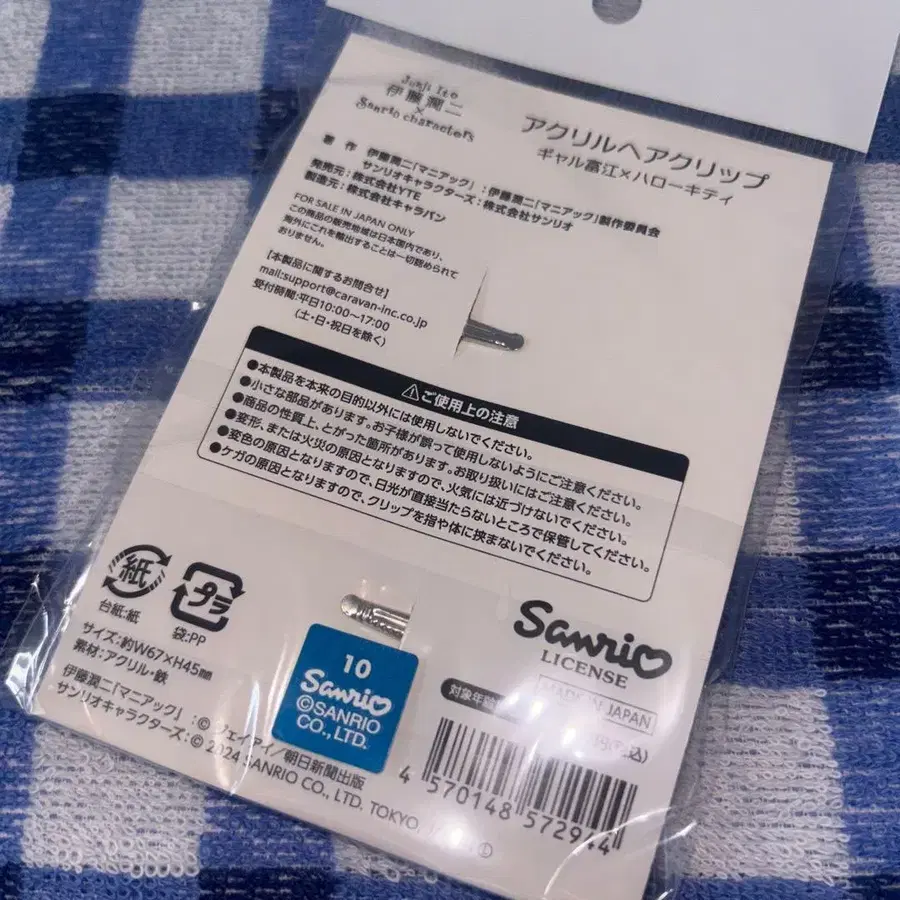 Junji Ito
伊藤潤二
×
Sanrio characters
アクリルヘアクリップ
ギャル富江×ハローキティ
著 作 伊藤潤二『マニアック』：伊藤潤二『マニアック』製作委員会
サンリオキャラクターズ：株式会社サンリオ
発売元：株式会社YTE
製造元：株式会社キャラバン
FOR SALE IN JAPAN ONLY
この商品の販売地域は日本国内であり、
海外にこれを輸出することは一切認められて
おりません。
【本製品に関するお問合せ】
mail:support@caravan-inc.co.jp
受付時間:平日10:00〜17:00
(土・日・祝日を除く)
⚠ご使用上の注意
●本製品を本来の目的以外には使用しないでください。
●小さな部品があります。お子様が誤って使用しないようにご注意ください。
●商品の性質上、とがった箇所があります。お取り扱いにはご注意ください。
●変形、または火災の原因となりますので、火気には近づけないでください。
●変色の原因となりますので、日光が直接当たらないところで保管してください。
●ケガの原因となりますので、クリップを指や体に挟まないでください。
紙
台紙:紙
プラ
袋:PP
サイズ:約W67×H45㎜
素材:アクリル・鉄
伊藤潤二『マニアック』：© ジェイアイ/朝日新聞出版
サンリオキャラクターズ：© 2024 SANRIO CO., LTD. TOKYO, J
Ⓛ
10
Sanrio
©SANRIO
CO., LTD.
Sanrio
LICENSE
MADE IN JAPAN
対象年齢
込)
4 570148 572944